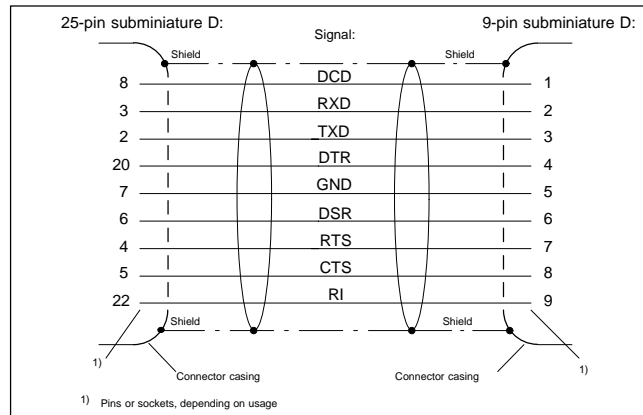 25-pin subminiature D: Signal: 9-pin subminiature D:
Shield Shield
8 DCD 1
3 RXD 2
2 TXD 3
20 DTR 4
7 GND 5
6 DSR 6
4 RTS 7
5 CTS 8
22 RI 9
Shield Shield
1) 1)
Connector casing Connector casing
1) Pins or sockets, depending on usage